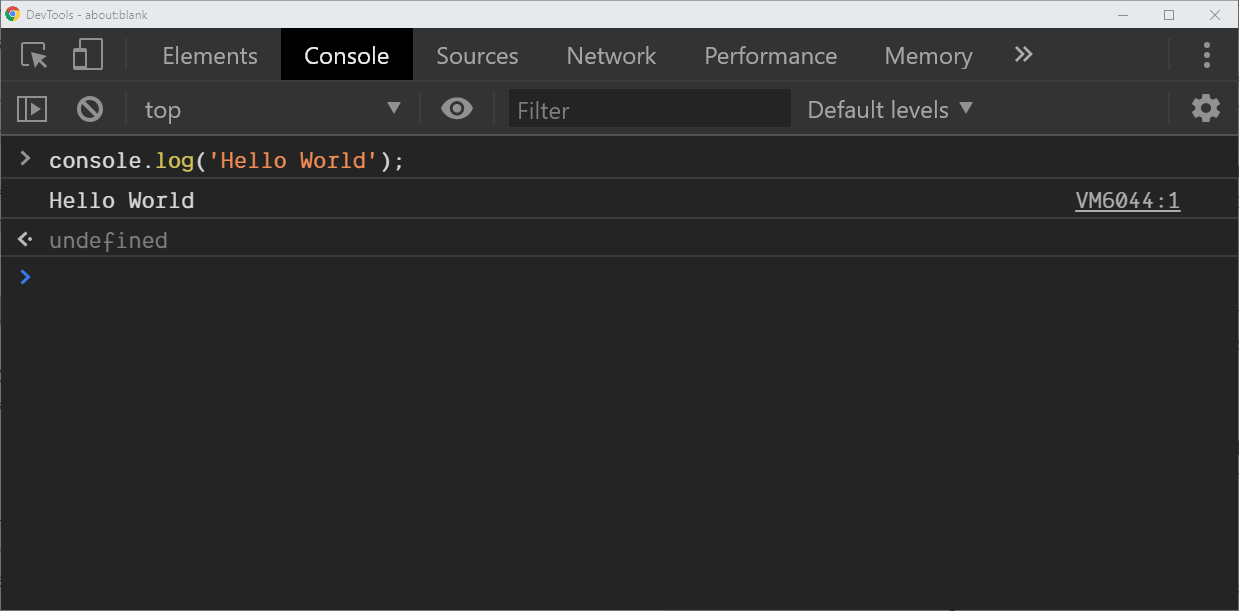 DevTools - about:blank
Elements Console Sources Network Performance Memory
top Filter Default levels
console.log('Hello World');
Hello World VM6044:1
undefined